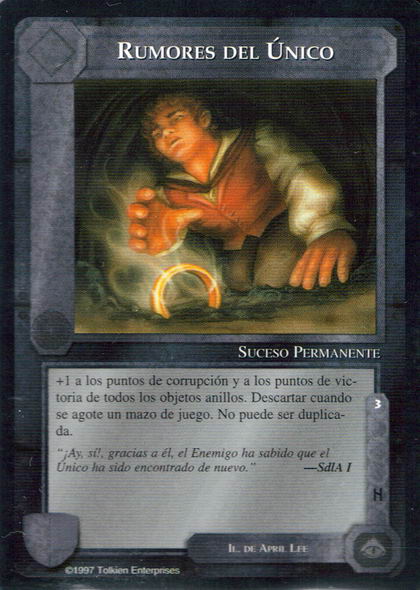 RUMORES DEL ÚNICO
SUCESO PERMANENTE
+1 a los puntos de corrupción y a los puntos de vic-
toria de todos los objetos anillos. Descartar cuando
se agote un mazo de juego. No puede ser duplica-
da.
“¡Ay, sí!, gracias a él, el Enemigo ha sabido que el
Único ha sido encontrado de nuevo.” —SdlA I
3
IL. DE APRIL LEE
©1997 Tolkien Enterprises